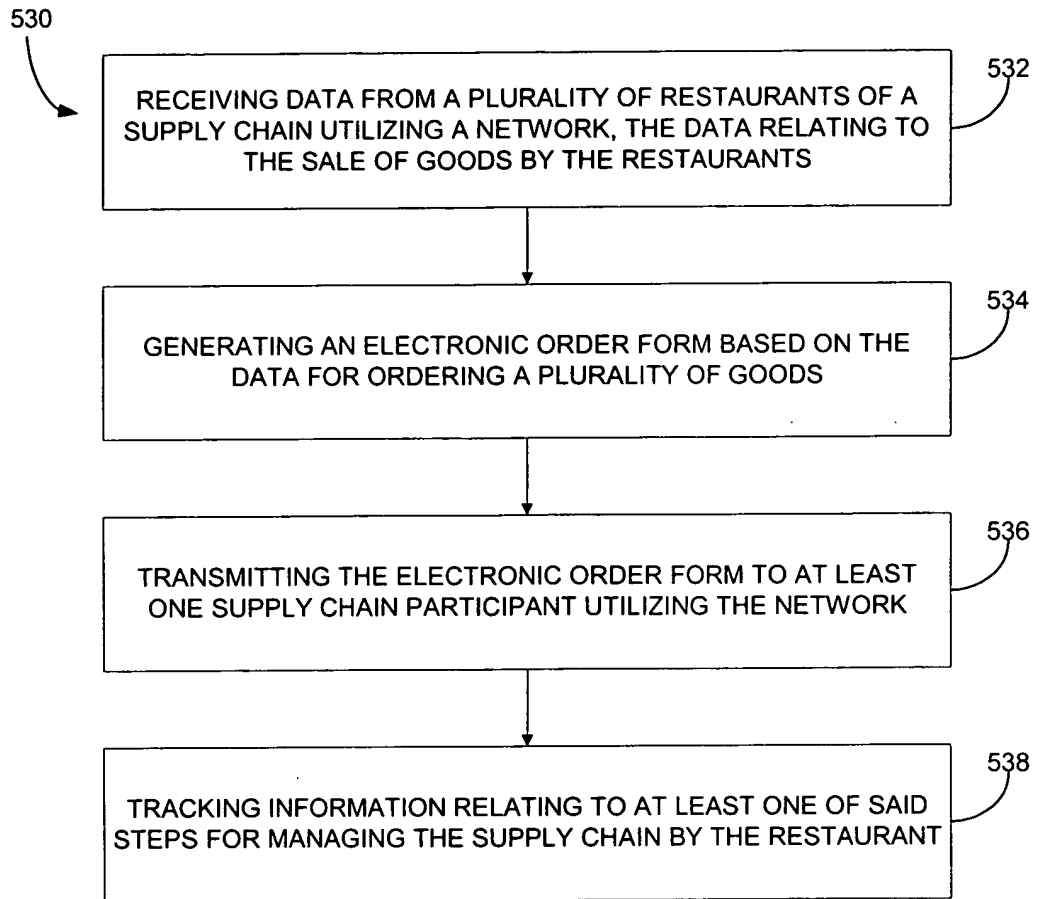 530
532
RECEIVING DATA FROM A PLURALITY OF RESTAURANTS OF A
SUPPLY CHAIN UTILIZING A NETWORK, THE DATA RELATING TO
THE SALE OF GOODS BY THE RESTAURANTS
534
GENERATING AN ELECTRONIC ORDER FORM BASED ON THE
DATA FOR ORDERING A PLURALITY OF GOODS
536
TRANSMITTING THE ELECTRONIC ORDER FORM TO AT LEAST
ONE SUPPLY CHAIN PARTICIPANT UTILIZING THE NETWORK
538
TRACKING INFORMATION RELATING TO AT LEAST ONE OF SAID
STEPS FOR MANAGING THE SUPPLY CHAIN BY THE RESTAURANT